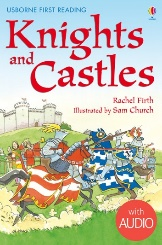 USBORNE FIRST READING
Knights
and
Castles
Rachel Firth
Illustrated by Sam Church
with
AUDIO